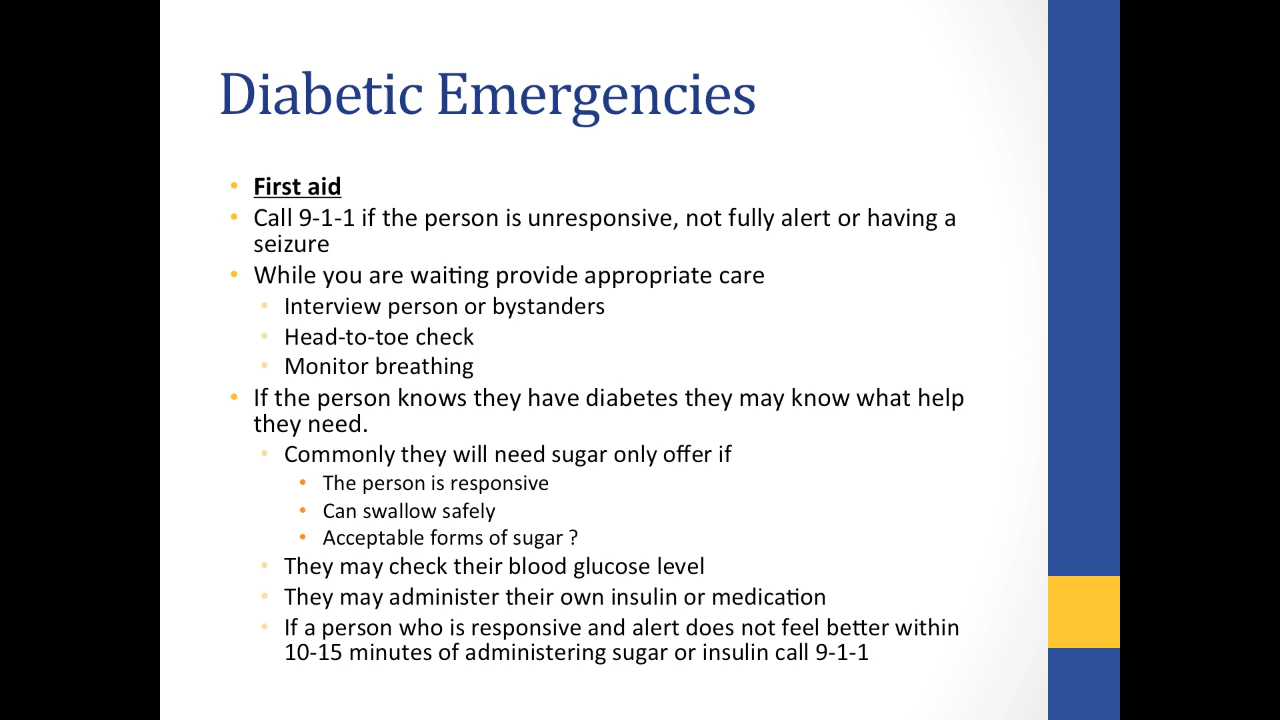 Diabetic Emergencies
• First aid
• Call 9-1-1 if the person is unresponsive, not fully alert or having a
seizure
• While you are waiting provide appropriate care
• Interview person or bystanders
• Head-to-toe check
• Monitor breathing
• If the person knows they have diabetes they may know what help
they need.
• Commonly they will need sugar only offer if
• The person is responsive
• Can swallow safely
• Acceptable forms of sugar ?
• They may check their blood glucose level
• They may administer their own insulin or medication
• If a person who is responsive and alert does not feel better within
10-15 minutes of administering sugar or insulin call 9-1-1